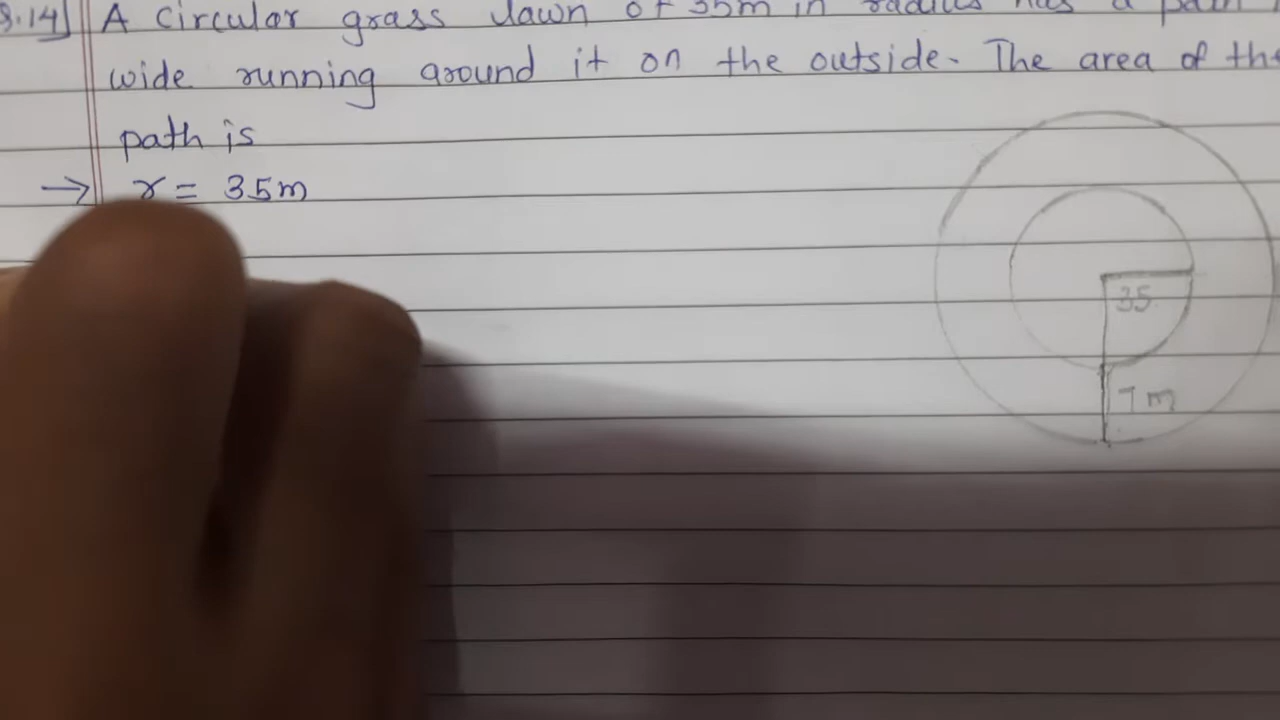 8.14] A circular grass lawn of 35m in radius has a path
wide running around it on the outside. The area of the
path is
→ r = 35m
35
7m